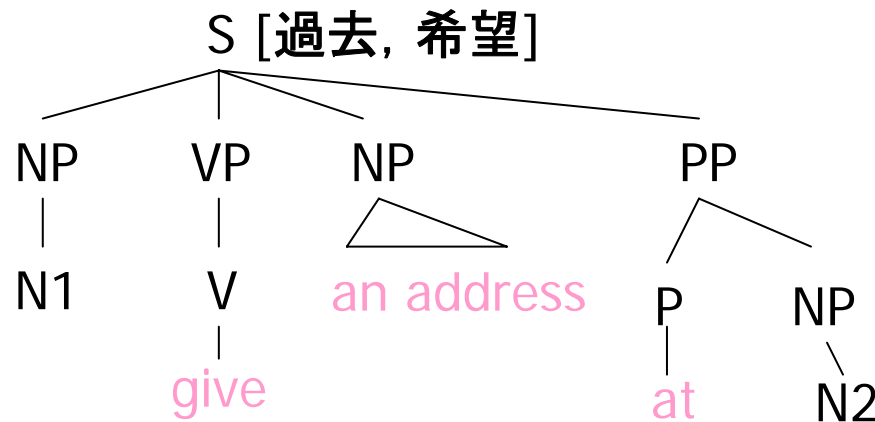 S [過去, 希望]
NP VP NP PP
N1 V an address P NP
give at N2